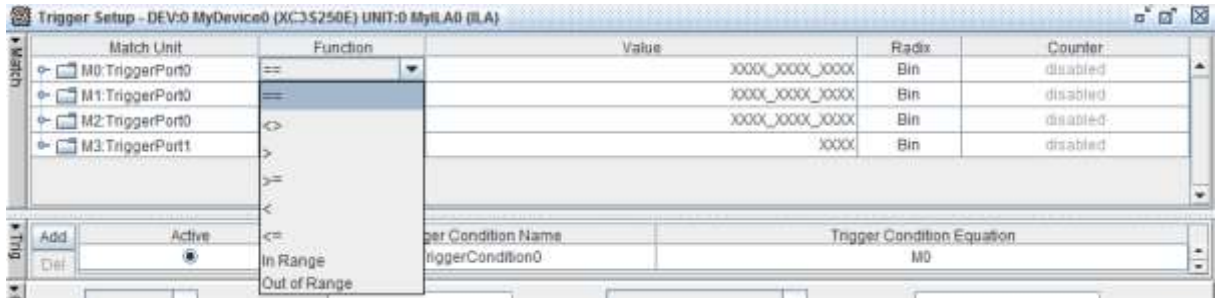 Trigger Setup - DEV:0 MyDevice0 (XC3S250E) UNIT:0 MyILA0 (ILA)
Match
Match Unit Function Value Radix Counter
M0:TriggerPort0 == XXXX_XXXX_XXXX Bin disabled
M1:TriggerPort0 == XXXX_XXXX_XXXX Bin disabled
M2:TriggerPort0 <> XXXX_XXXX_XXXX Bin disabled
M3:TriggerPort1 > XXXX Bin disabled
>=
<
<=
In Range
Out of Range
Trig
Add Active ger Condition Name Trigger Condition Equation
Del riggerCondition0 M0